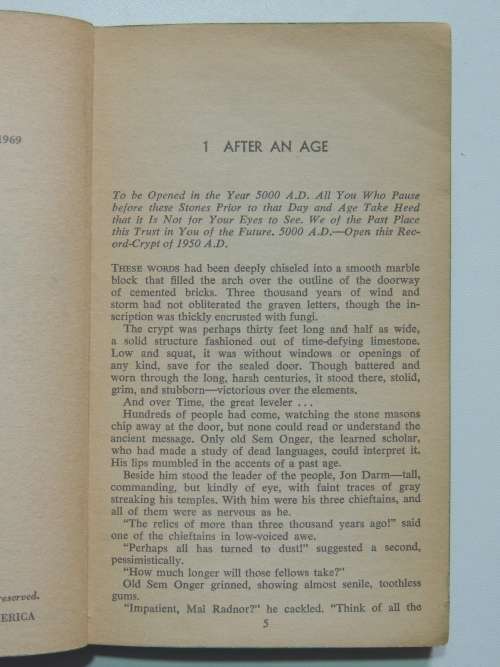 1969
reserved.
ERICA
1 AFTER AN AGE
To be Opened in the Year 5000 A.D. All You Who Pause
before these Stones Prior to that Day and Age Take Heed
that it Is Not for Your Eyes to See. We of the Past Place
this Trust in You of the Future. 5000 A.D.—Open this Rec-
ord-Crypt of 1950 A.D.
THESE WORDS had been deeply chiseled into a smooth marble
block that filled the arch over the outline of the doorway
of cemented bricks. Three thousand years of wind and
storm had not obliterated the graven letters, though the in-
scription was thickly encrusted with fungi.
The crypt was perhaps thirty feet long and half as wide,
a solid structure fashioned out of time-defying limestone.
Low and squat, it was without windows or openings of
any kind, save for the sealed door. Though battered and
worn through the long, harsh centuries, it stood there, stolid,
grim, and stubborn—victorious over the elements.
And over Time, the great leveler . . .
Hundreds of people had come, watching the stone masons
chip away at the door, but none could read or understand the
ancient message. Only old Sem Onger, the learned scholar,
who had made a study of dead languages, could interpret it.
His lips mumbled in the accents of a past age.
Beside him stood the leader of the people, Jon Darm—tall,
commanding, but kindly of eye, with faint traces of gray
streaking his temples. With him were his three chieftains, and
all of them were as nervous as he.
"The relics of more than three thousand years ago!" said
one of the chieftains in low-voiced awe.
"Perhaps all has turned to dust!" suggested a second,
pessimistically.
"How much longer will those fellows take?"
Old Sem Onger grinned, showing almost senile, toothless
gums.
"Impatient, Mal Radnor?" he cackled. "Think of all the
5